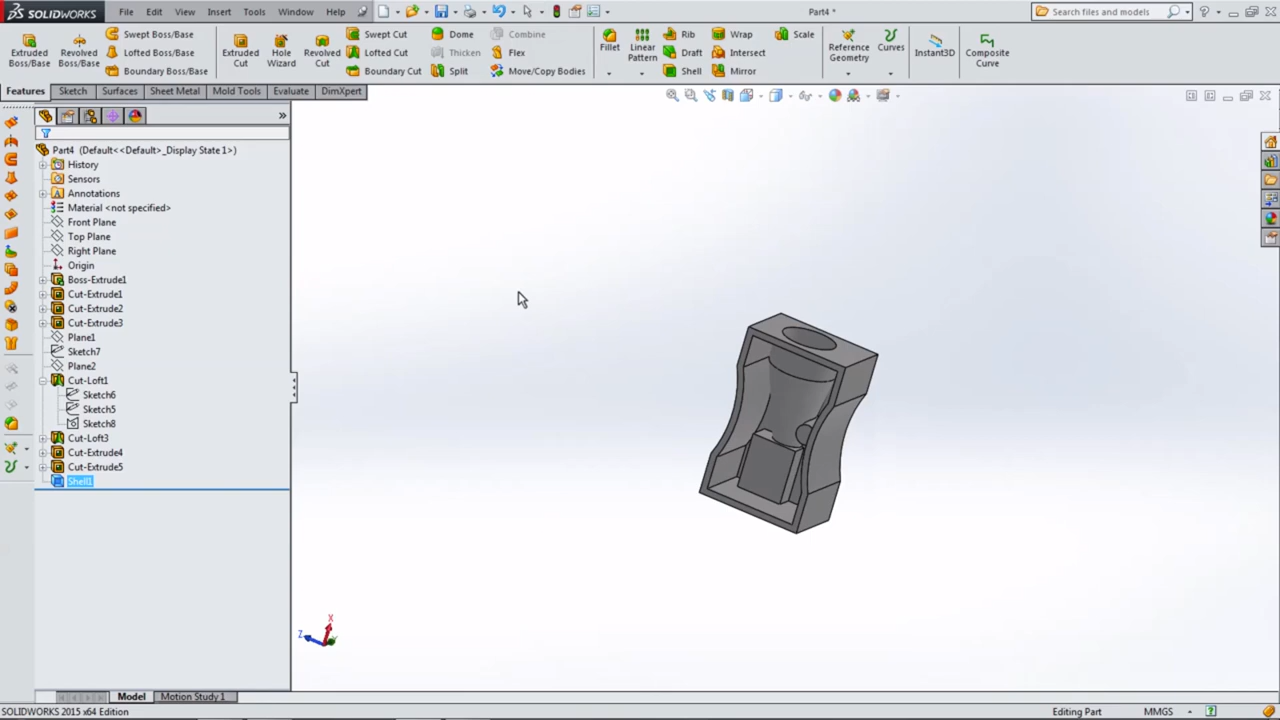 SOLIDWORKS File Edit View Insert Tools Window Help Part4 * Search files and models
Extruded Boss/Base
Revolved Boss/Base
Swept Boss/Base
Lofted Boss/Base
Boundary Boss/Base
Extruded Cut
Hole Wizard
Revolved Cut
Swept Cut
Lofted Cut
Boundary Cut
Dome
Thicken
Split
Combine
Flex
Move/Copy Bodies
Fillet
Linear Pattern
Rib
Draft
Shell
Wrap
Intersect
Mirror
Scale
Reference Geometry
Curves
Instant3D
Composite Curve
Features Sketch Surfaces Sheet Metal Mold Tools Evaluate DimXpert
Part4 (Default<<Default>_Display State 1>)
History
Sensors
Annotations
Material <not specified>
Front Plane
Top Plane
Right Plane
Origin
Boss-Extrude1
Cut-Extrude1
Cut-Extrude2
Cut-Extrude3
Plane1
Sketch7
Plane2
Cut-Loft1
Sketch6
Sketch5
Sketch8
Cut-Loft3
Cut-Extrude4
Cut-Extrude5
Shell1
X
Z
Model Motion Study 1
SOLIDWORKS 2015 x64 Edition Editing Part MMGS